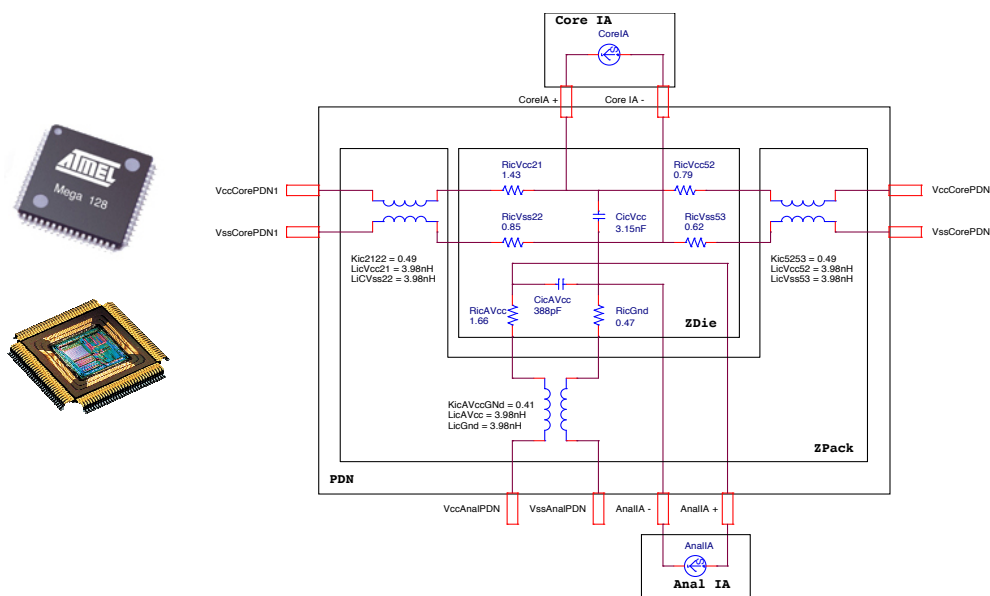 Core IA
CoreIA
CoreIA +
Core IA -
ATMEL
Mega 128
VccCorePDN1
VssCorePDN1
RicVcc21
1.43
RicVcc52
0.79
RicVss22
0.85
CicVcc
3.15nF
RicVss53
0.62
VccCorePDN
VssCorePDN
Kic2122 = 0.49
LicVcc21 = 3.98nH
LiCVss22 = 3.98nH
Kic5253 = 0.49
LicVcc52 = 3.98nH
LicVss53 = 3.98nH
RicAVcc
1.66
CicAVcc
388pF
RicGnd
0.47
ZDie
KicAVccGNd = 0.41
LicAVcc = 3.98nH
LicGnd = 3.98nH
ZPack
PDN
VccAnalPDN
VssAnalPDN
AnalIA -
AnalIA +
AnalIA
Anal IA